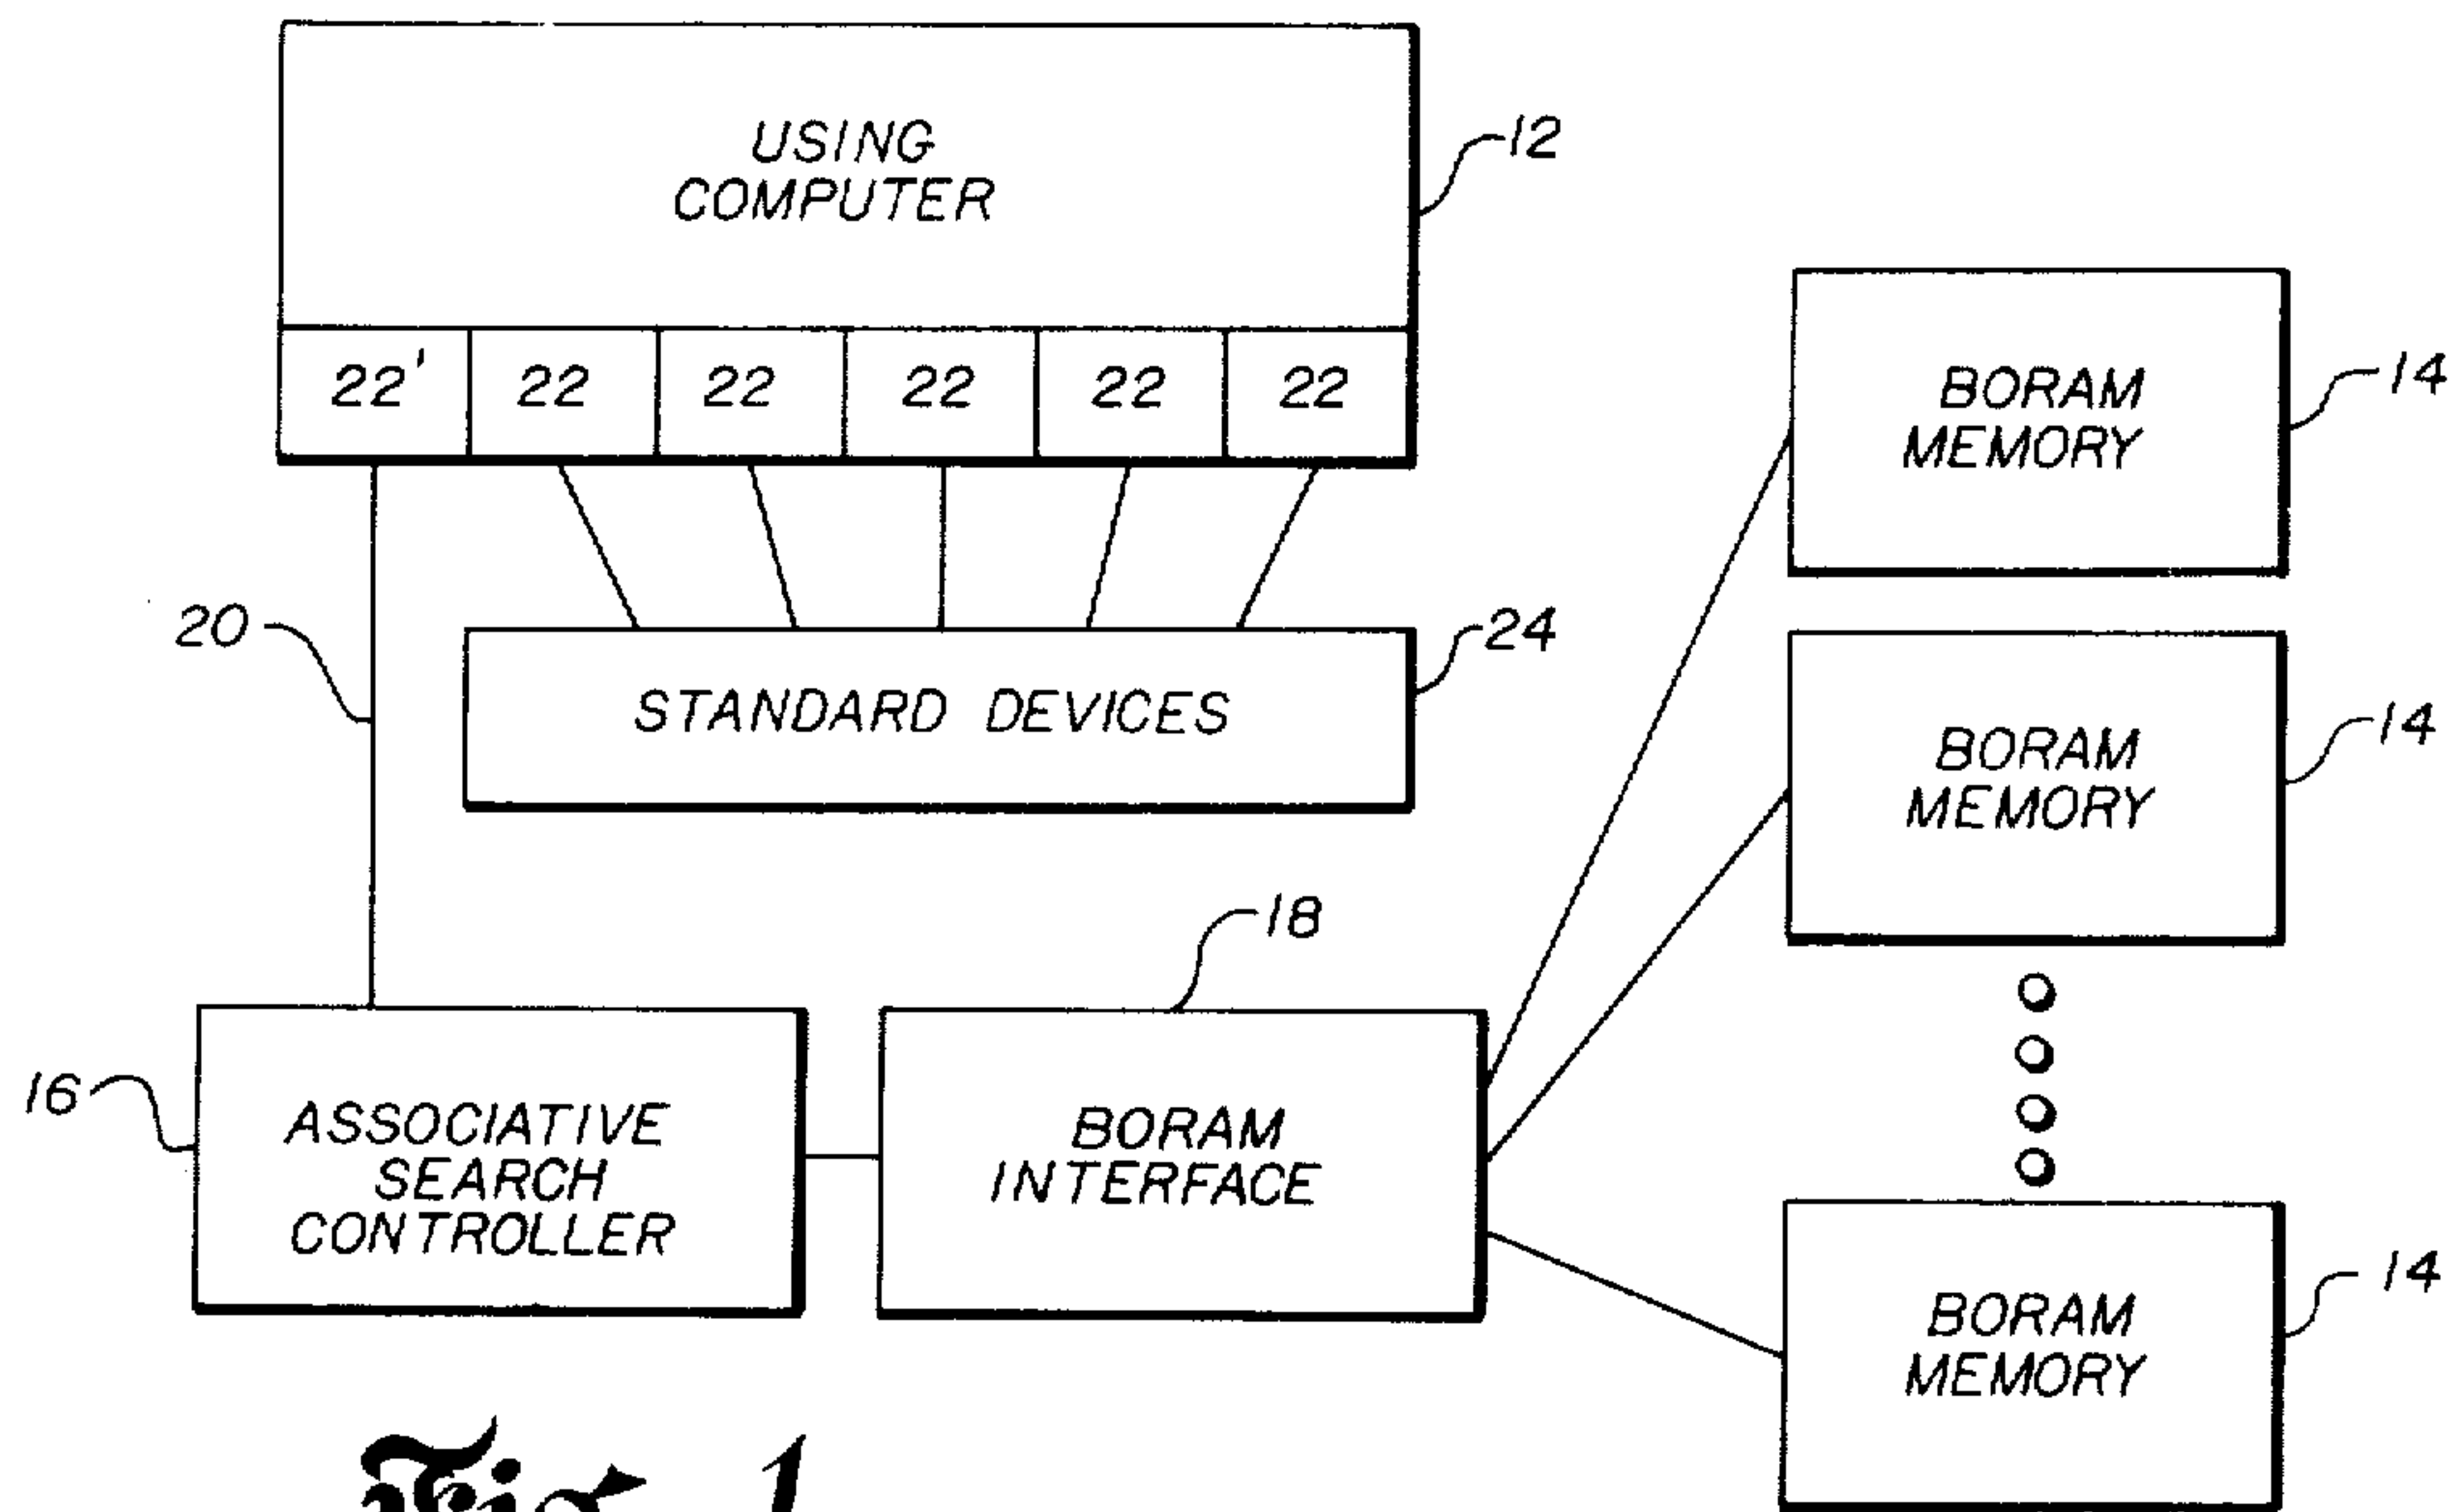 USING
COMPUTER
12
22' 22 22 22 22 22
20
STANDARD DEVICES
24
BORAM
MEMORY
14
BORAM
MEMORY
14
18
16
ASSOCIATIVE
SEARCH
CONTROLLER
BORAM
INTERFACE
BORAM
MEMORY
14
Fig 1